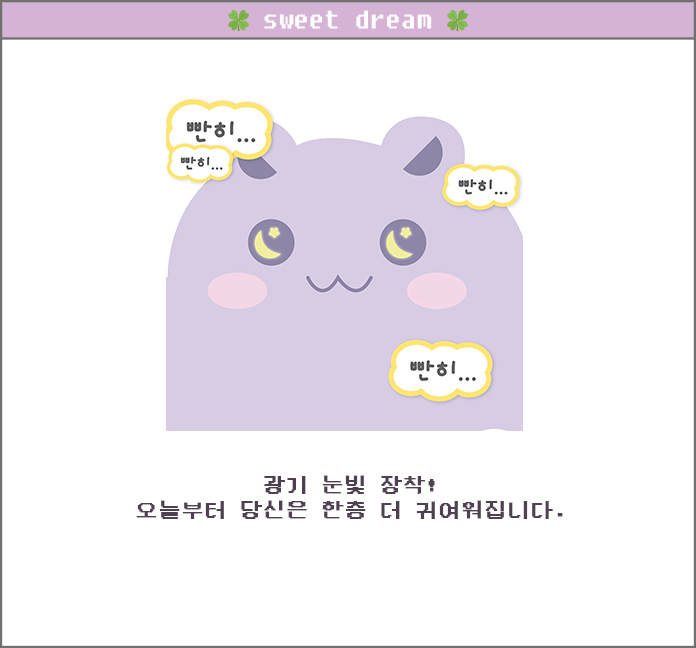 🍀 sweet dream 🍀
빤히...
빤히...
빤히...
빤히...
광기 눈빛 장착!
오늘부터 당신은 한층 더 귀여워집니다.